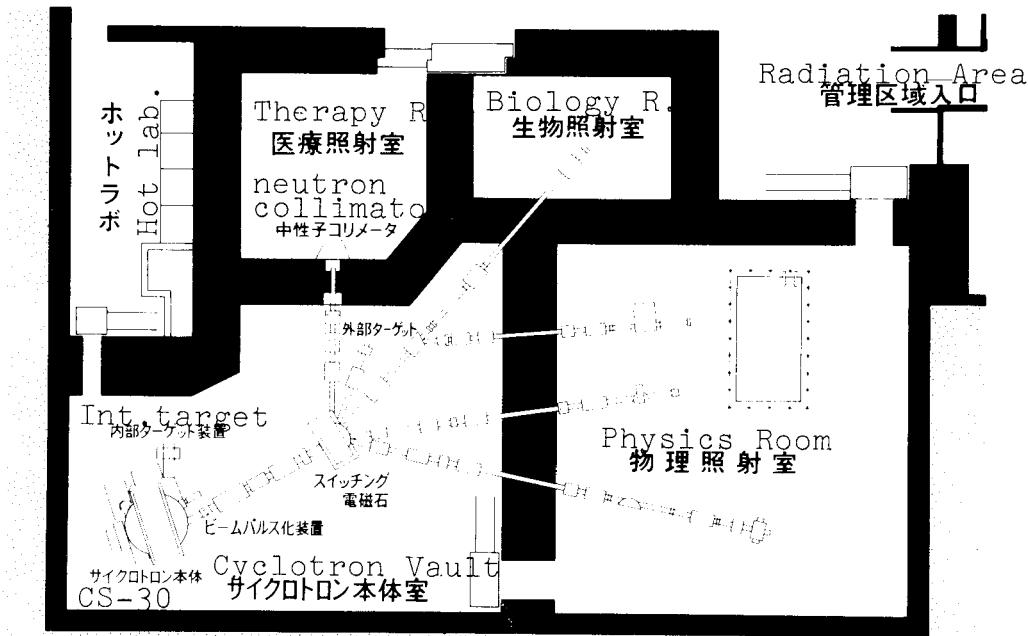 Radiation Area
管理区域入口
Therapy R
医療照射室
Biology R.
生物照射室
ホットラボ
Hot lab.
neutron
collimato
中性子コリメータ
外部ターゲット
Int.target
内部ターゲット装置
Physics Room
物理照射室
スイッチング
電磁石
ビームパルス化装置
Cyclotron Vault
サイクロトロン本体室
サイクロトロン本体
CS-30